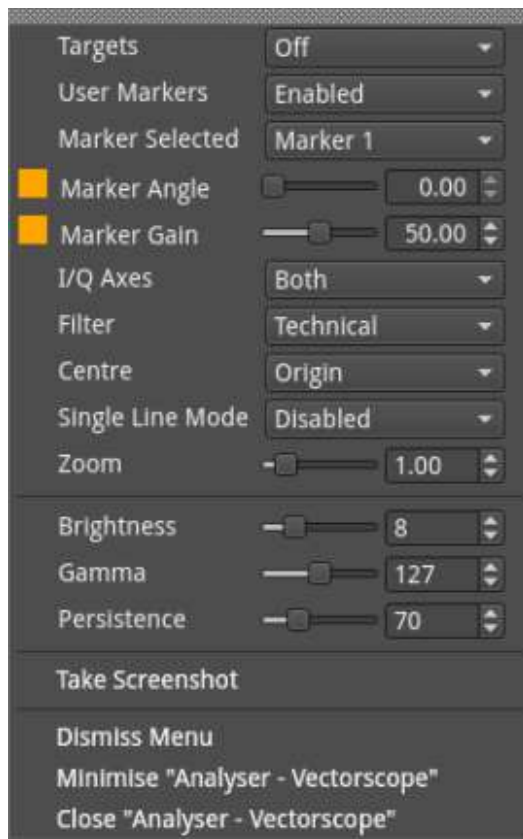 Targets Off
User Markers Enabled
Marker Selected Marker 1
Marker Angle 0.00
Marker Gain 50.00
I/Q Axes Both
Filter Technical
Centre Origin
Single Line Mode Disabled
Zoom 1.00
Brightness 8
Gamma 127
Persistence 70
Take Screenshot
Dismiss Menu
Minimise "Analyser - Vectorscope"
Close "Analyser - Vectorscope"